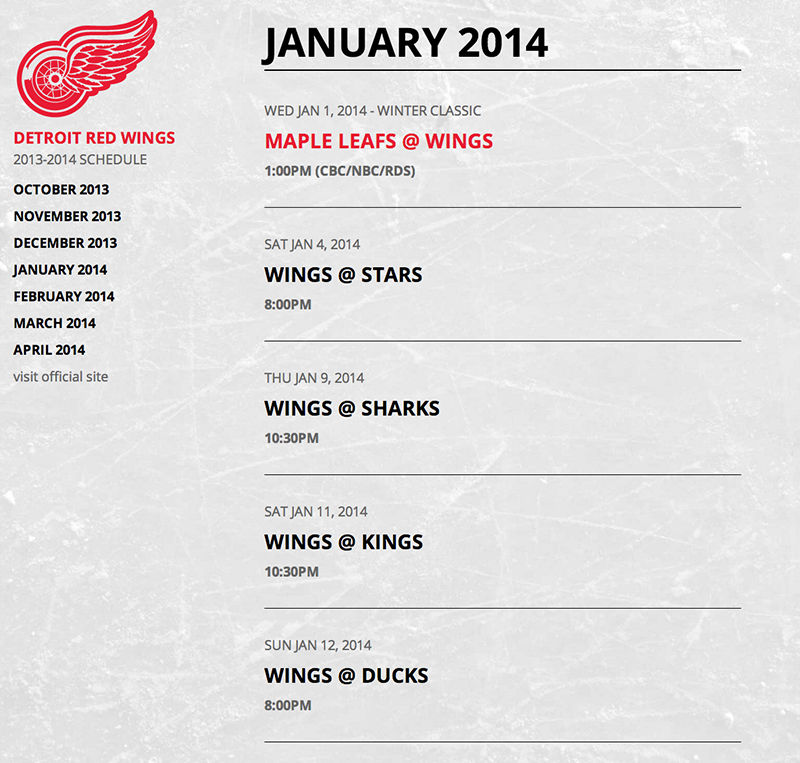 DETROIT RED WINGS
2013-2014 SCHEDULE
OCTOBER 2013
NOVEMBER 2013
DECEMBER 2013
JANUARY 2014
FEBRUARY 2014
MARCH 2014
APRIL 2014
visit official site
JANUARY 2014
WED JAN 1, 2014 - WINTER CLASSIC
MAPLE LEAFS @ WINGS
1:00PM (CBC/NBC/RDS)
SAT JAN 4, 2014
WINGS @ STARS
8:00PM
THU JAN 9, 2014
WINGS @ SHARKS
10:30PM
SAT JAN 11, 2014
WINGS @ KINGS
10:30PM
SUN JAN 12, 2014
WINGS @ DUCKS
8:00PM